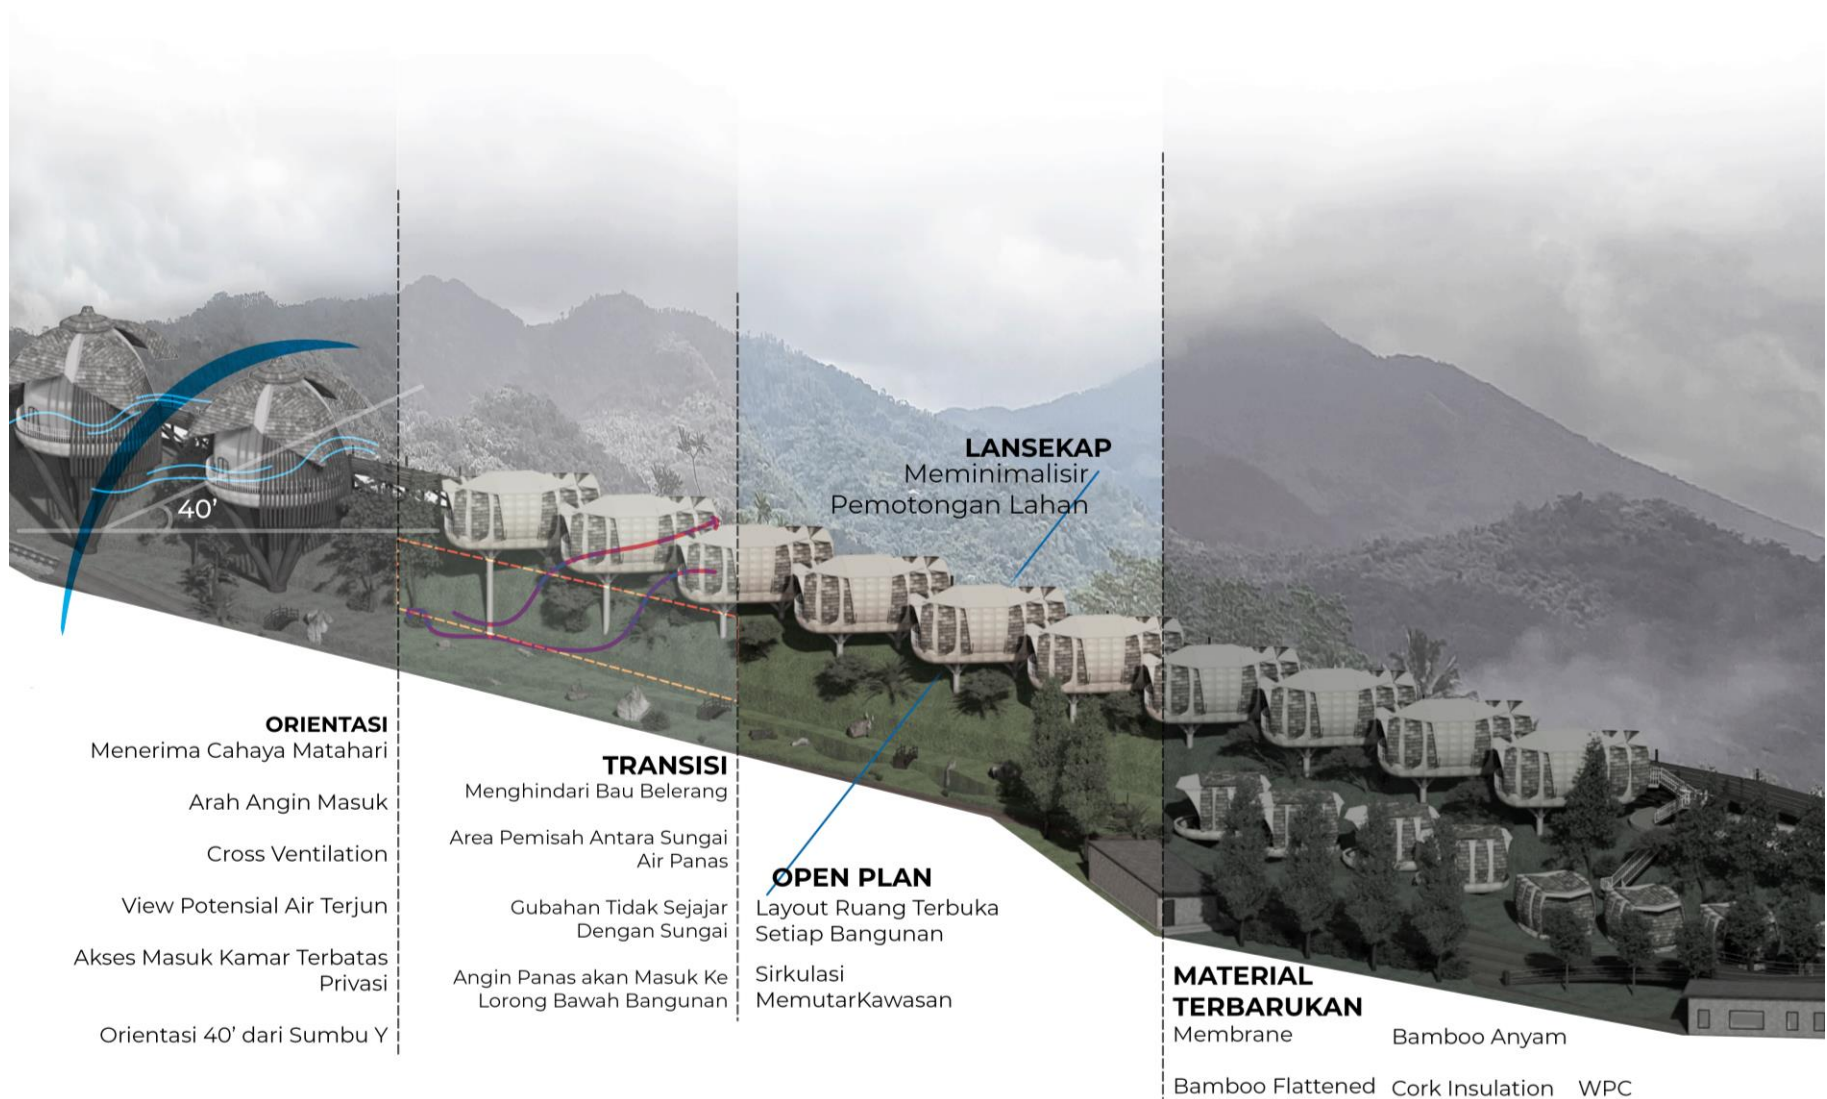 40’
LANSEKAP
Meminimalisir
Pemotongan Lahan
ORIENTASI
Menerima Cahaya Matahari
Arah Angin Masuk
Cross Ventilation
View Potensial Air Terjun
Akses Masuk Kamar Terbatas
Privasi
Orientasi 40’ dari Sumbu Y
TRANSISI
Menghindari Bau Belerang
Area Pemisah Antara Sungai
Air Panas
Gubahan Tidak Sejajar
Dengan Sungai
Angin Panas akan Masuk Ke
Lorong Bawah Bangunan
OPEN PLAN
Layout Ruang Terbuka
Setiap Bangunan
Sirkulasi
MemutarKawasan
MATERIAL
TERBARUKAN
Membrane
Bamboo Anyam
Bamboo Flattened
Cork Insulation
WPC